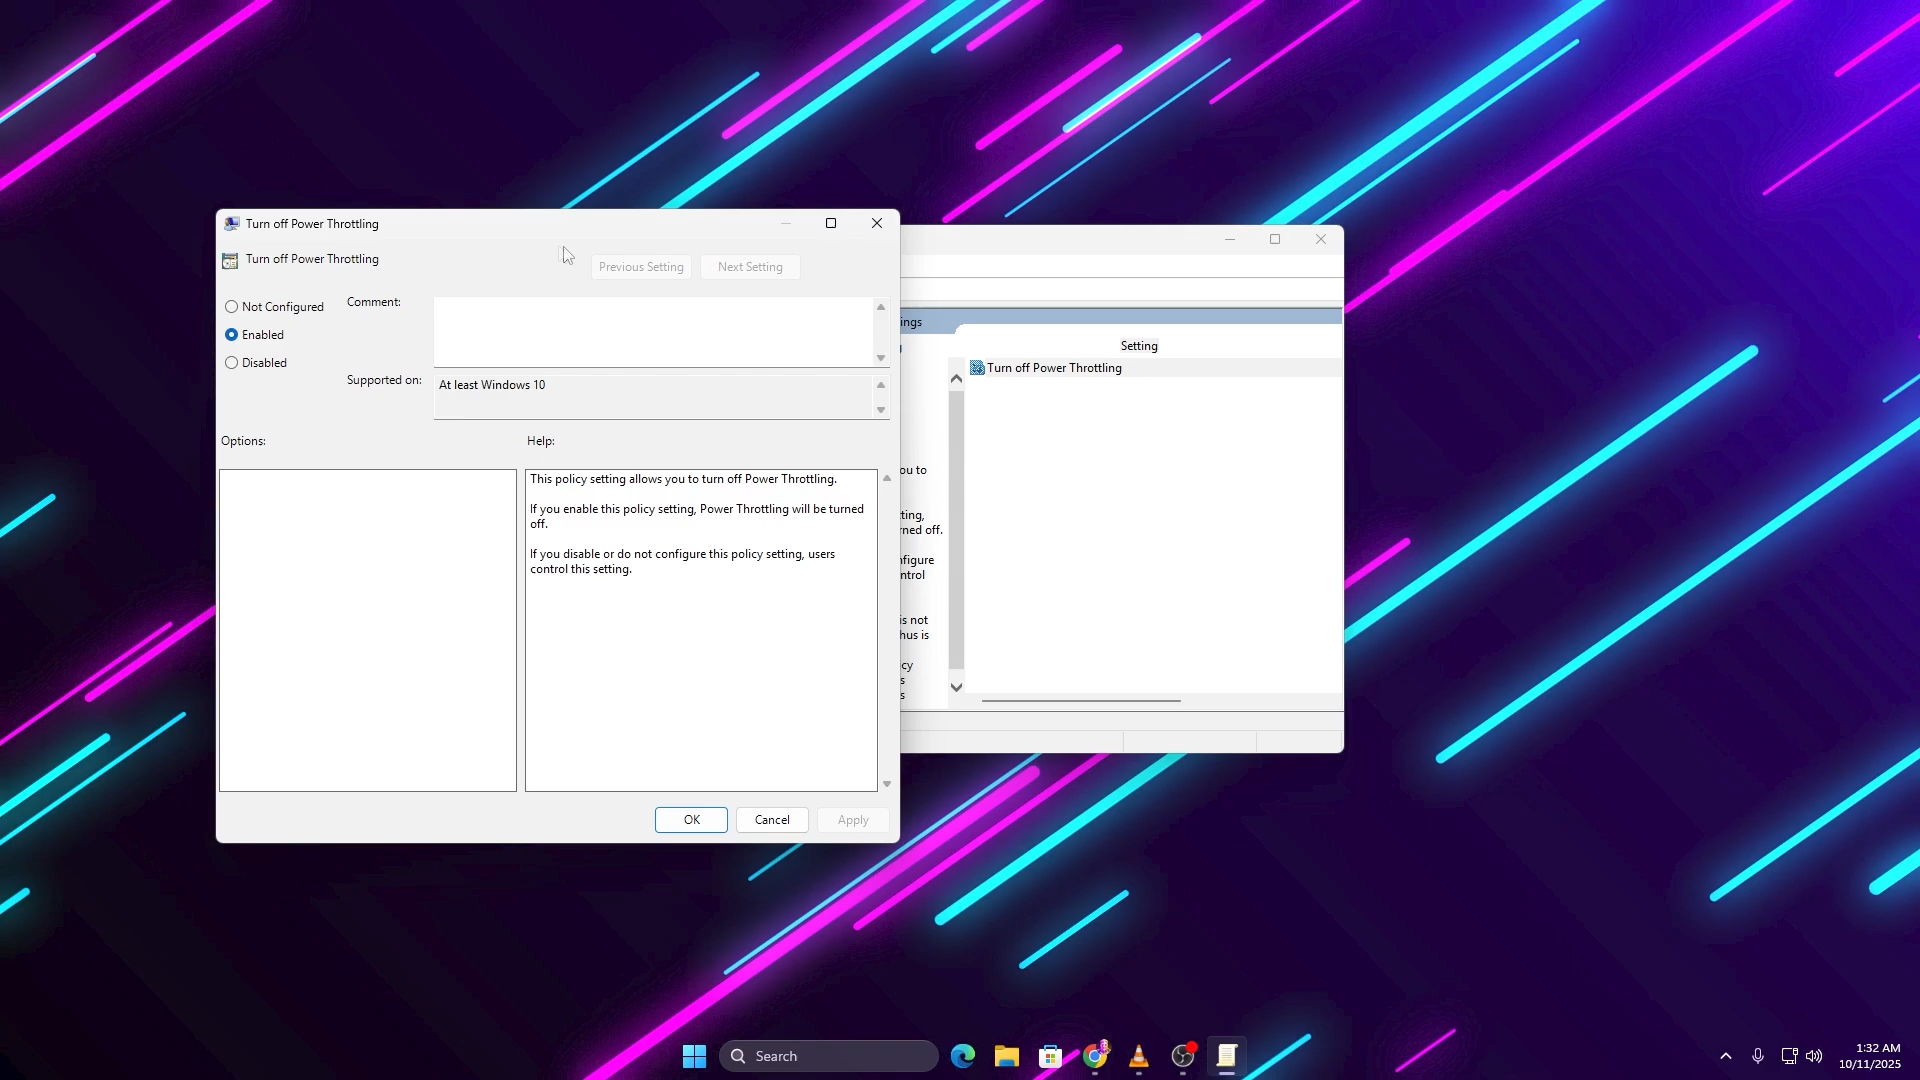 Turn off Power Throttling
Turn off Power Throttling
Previous Setting
Next Setting
Not Configured
Enabled
Disabled
Comment:
Supported on:
At least Windows 10
Options:
Help:
This policy setting allows you to turn off Power Throttling.
If you enable this policy setting, Power Throttling will be turned
off.
If you disable or do not configure this policy setting, users
control this setting.
OK
Cancel
Apply
ings
Setting
Turn off Power Throttling
ou to
ting,
rned off.
nfigure
ntrol
is not
hus is
cy
s
s
Search
1:32 AM
10/11/2025